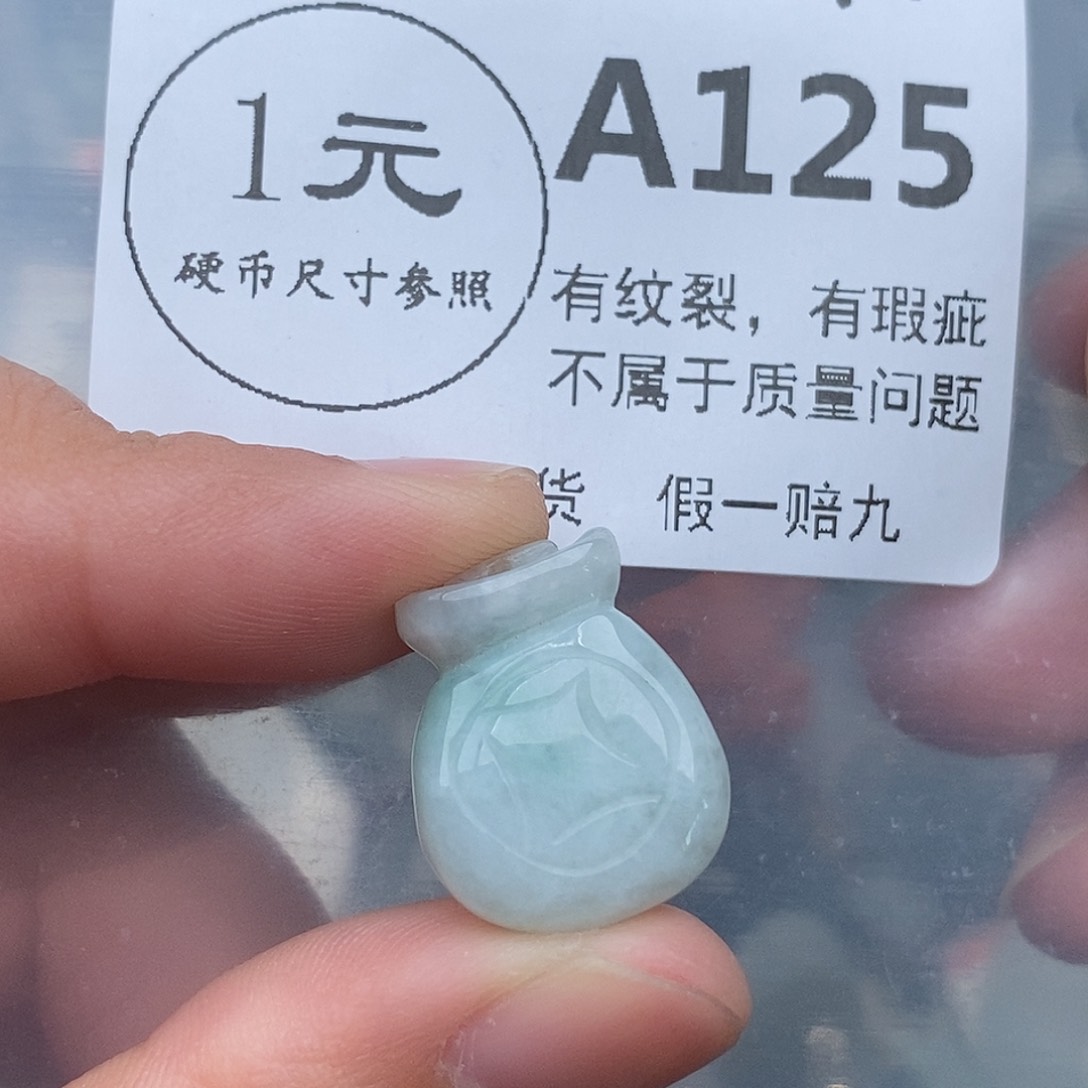 1元
硬币尺寸参照
A125
有纹裂，有瑕疵
不属于质量问题
货 假一赔九